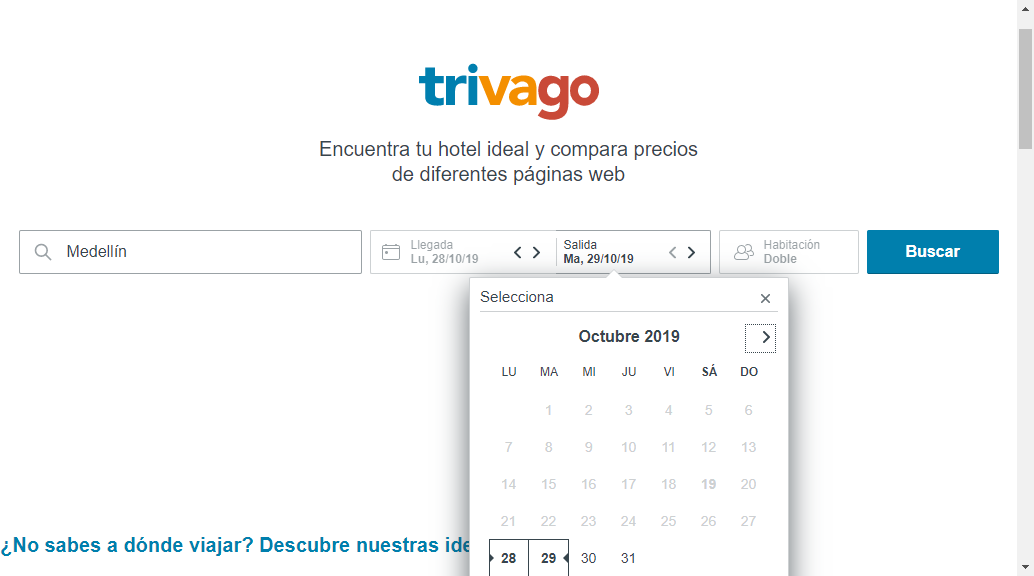 trivago
Encuentra tu hotel ideal y compara precios
de diferentes páginas web
Medellín
Llegada
Lu, 28/10/19
Salida
Ma, 29/10/19
Habitación
Doble
Buscar
Selecciona
Octubre 2019
LU MA MI JU VI SÁ DO
1 2 3 4 5 6
7 8 9 10 11 12 13
14 15 16 17 18 19 20
21 22 23 24 25 26 27
28 29 30 31
¿No sabes a dónde viajar? Descubre nuestras ide